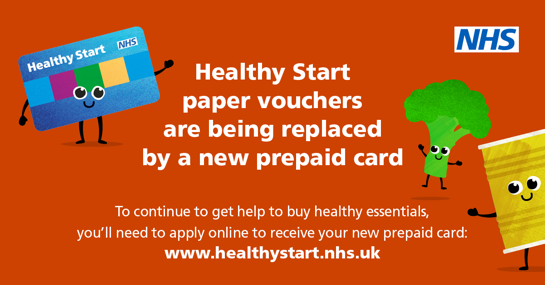 Healthy Start
NHS
NHS
Healthy Start
paper vouchers
are being replaced
by a new prepaid card
To continue to get help to buy healthy essentials,
you'll need to apply online to receive your new prepaid card:
www.healthystart.nhs.uk